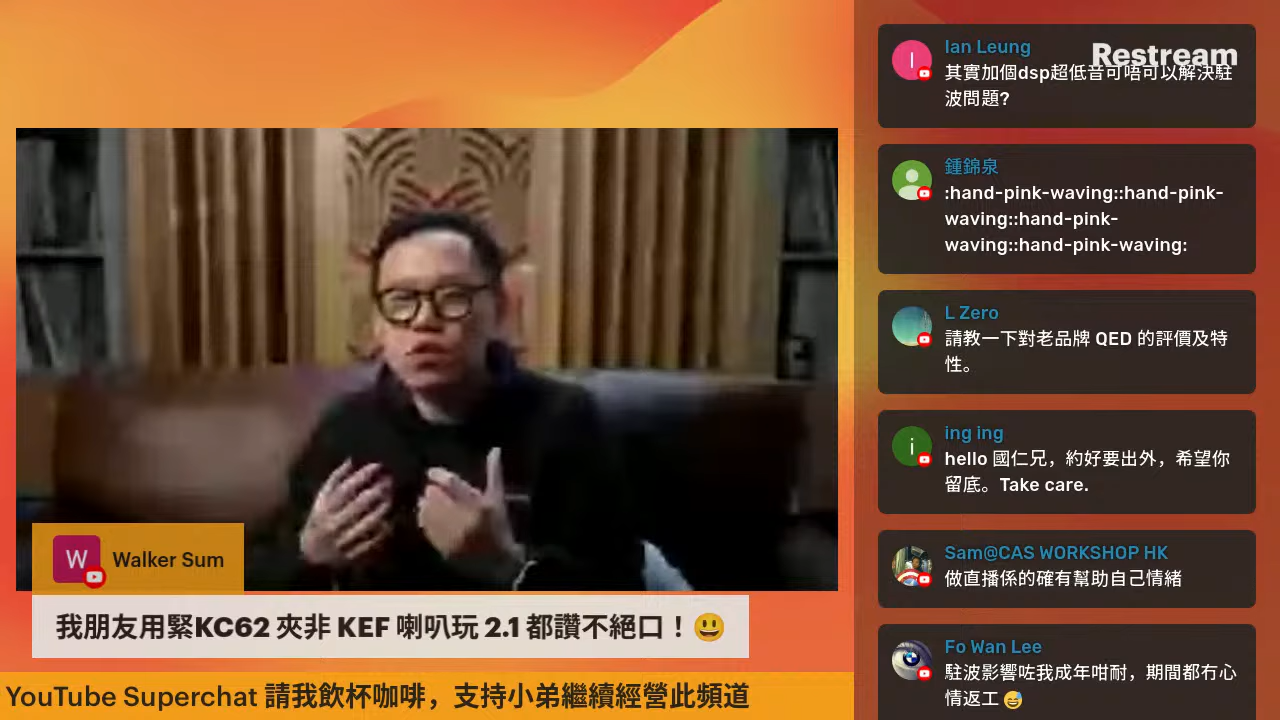 Restream
Ian Leung
其實加個dsp超低音可唔可以解決駐
波問題?
鍾錦泉
:hand-pink-waving::hand-pink-
waving::hand-pink-
waving::hand-pink-waving:
L Zero
請教一下對老品牌 QED 的評價及特
性。
ing ing
hello 國仁兄，約好要出外，希望你
留底。Take care.
Sam@CAS WORKSHOP HK
做直播係的確有幫助自己情緒
Fo Wan Lee
駐波影響咗我成年咁耐，期間都冇心
情返工 😅
W Walker Sum
我朋友用緊KC62 夾非 KEF 喇叭玩 2.1 都讚不絕口！😃
YouTube Superchat 請我飲杯咖啡，支持小弟繼續經營此頻道